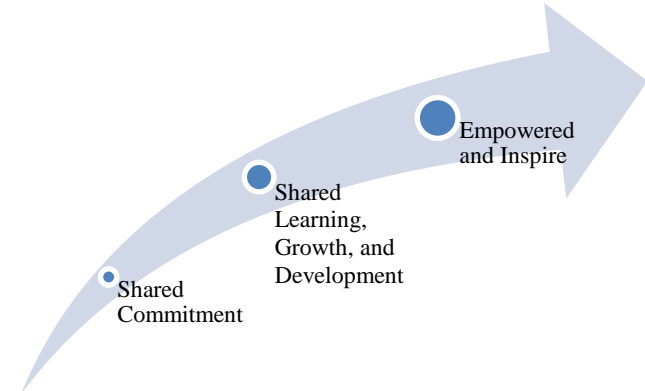 Empowered
and Inspire
Shared
Learning,
Growth, and
Development
Shared
Commitment